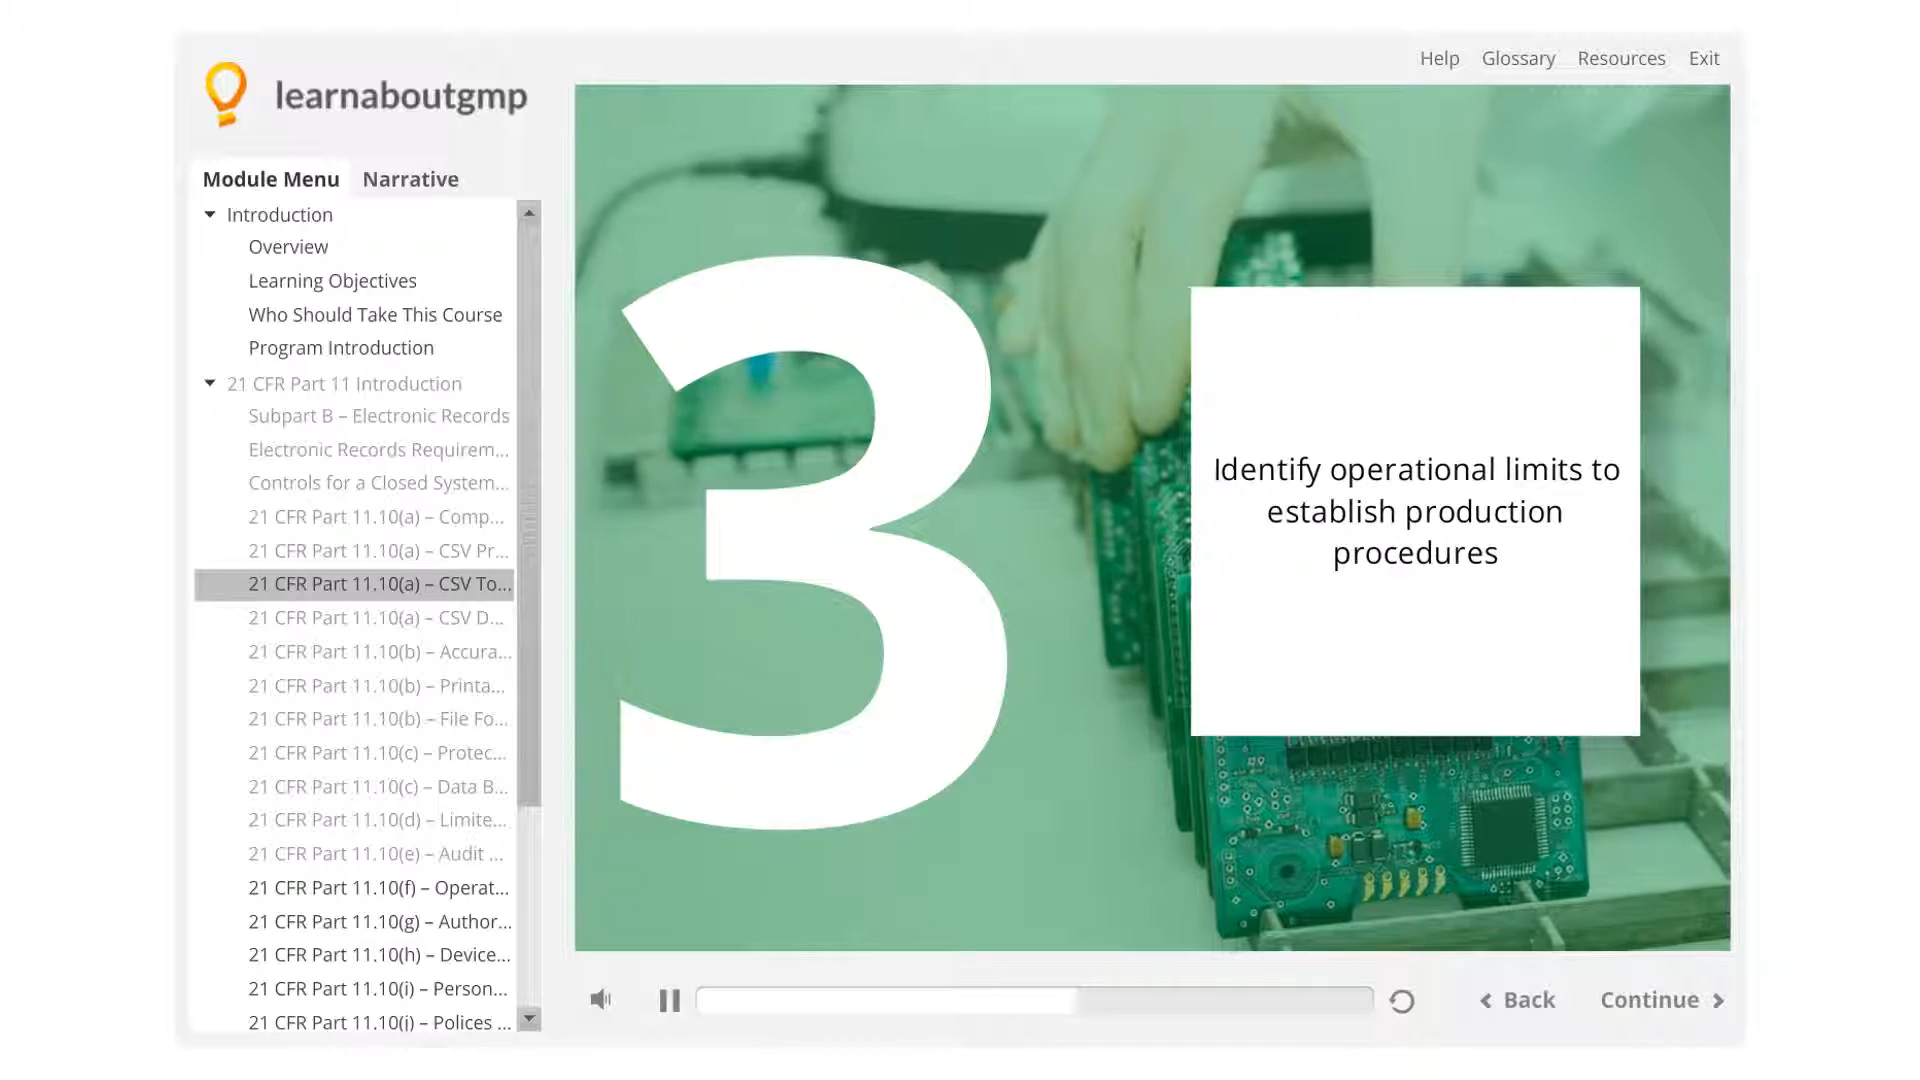 Help Glossary Resources Exit
learnaboutgmp
Module Menu Narrative
Introduction
Overview
Learning Objectives
Who Should Take This Course
Program Introduction
21 CFR Part 11 Introduction
Subpart B – Electronic Records
Electronic Records Requirem...
Controls for a Closed System...
21 CFR Part 11.10(a) – Comp...
21 CFR Part 11.10(a) – CSV Pr...
21 CFR Part 11.10(a) – CSV To...
21 CFR Part 11.10(a) – CSV D...
21 CFR Part 11.10(b) – Accura...
21 CFR Part 11.10(b) – Printa...
21 CFR Part 11.10(b) – File Fo...
21 CFR Part 11.10(c) – Protec...
21 CFR Part 11.10(c) – Data B...
21 CFR Part 11.10(d) – Limite...
21 CFR Part 11.10(e) – Audit ...
21 CFR Part 11.10(f) – Operat...
21 CFR Part 11.10(g) – Author...
21 CFR Part 11.10(h) – Device...
21 CFR Part 11.10(i) – Person...
21 CFR Part 11.10(j) – Polices ...
3
Identify operational limits to
establish production
procedures
Back Continue